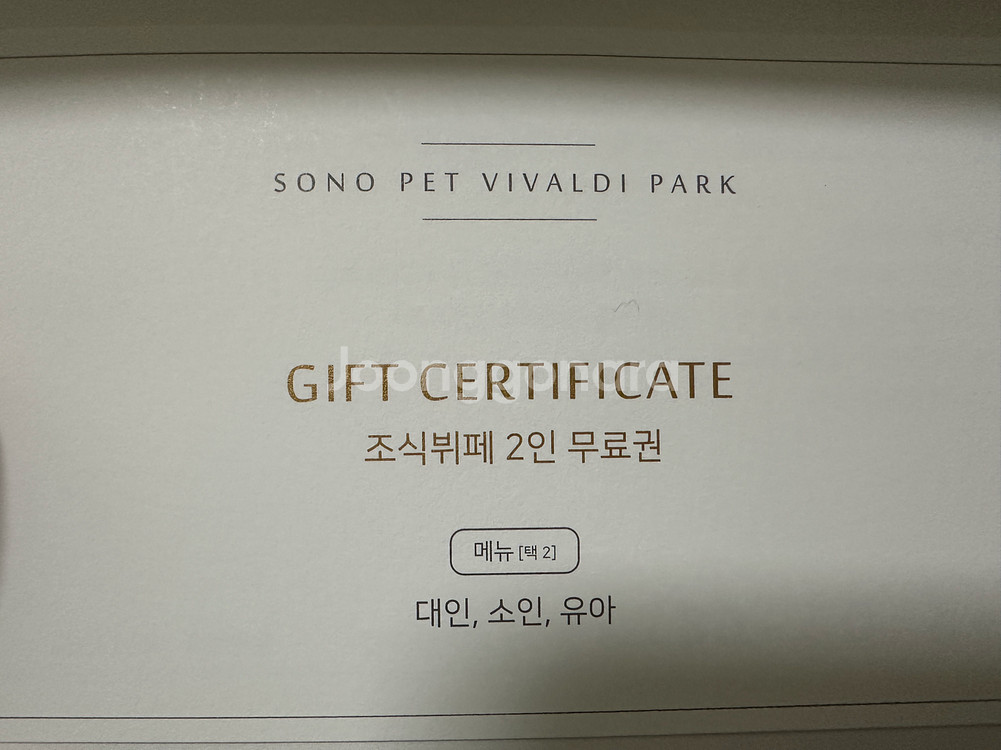 SONO PET VIVALDI PARK
Joonggonara
GIFT CERTIFICATE
조식뷔페 2인 무료권
메뉴 [택 2]
대인, 소인, 유아